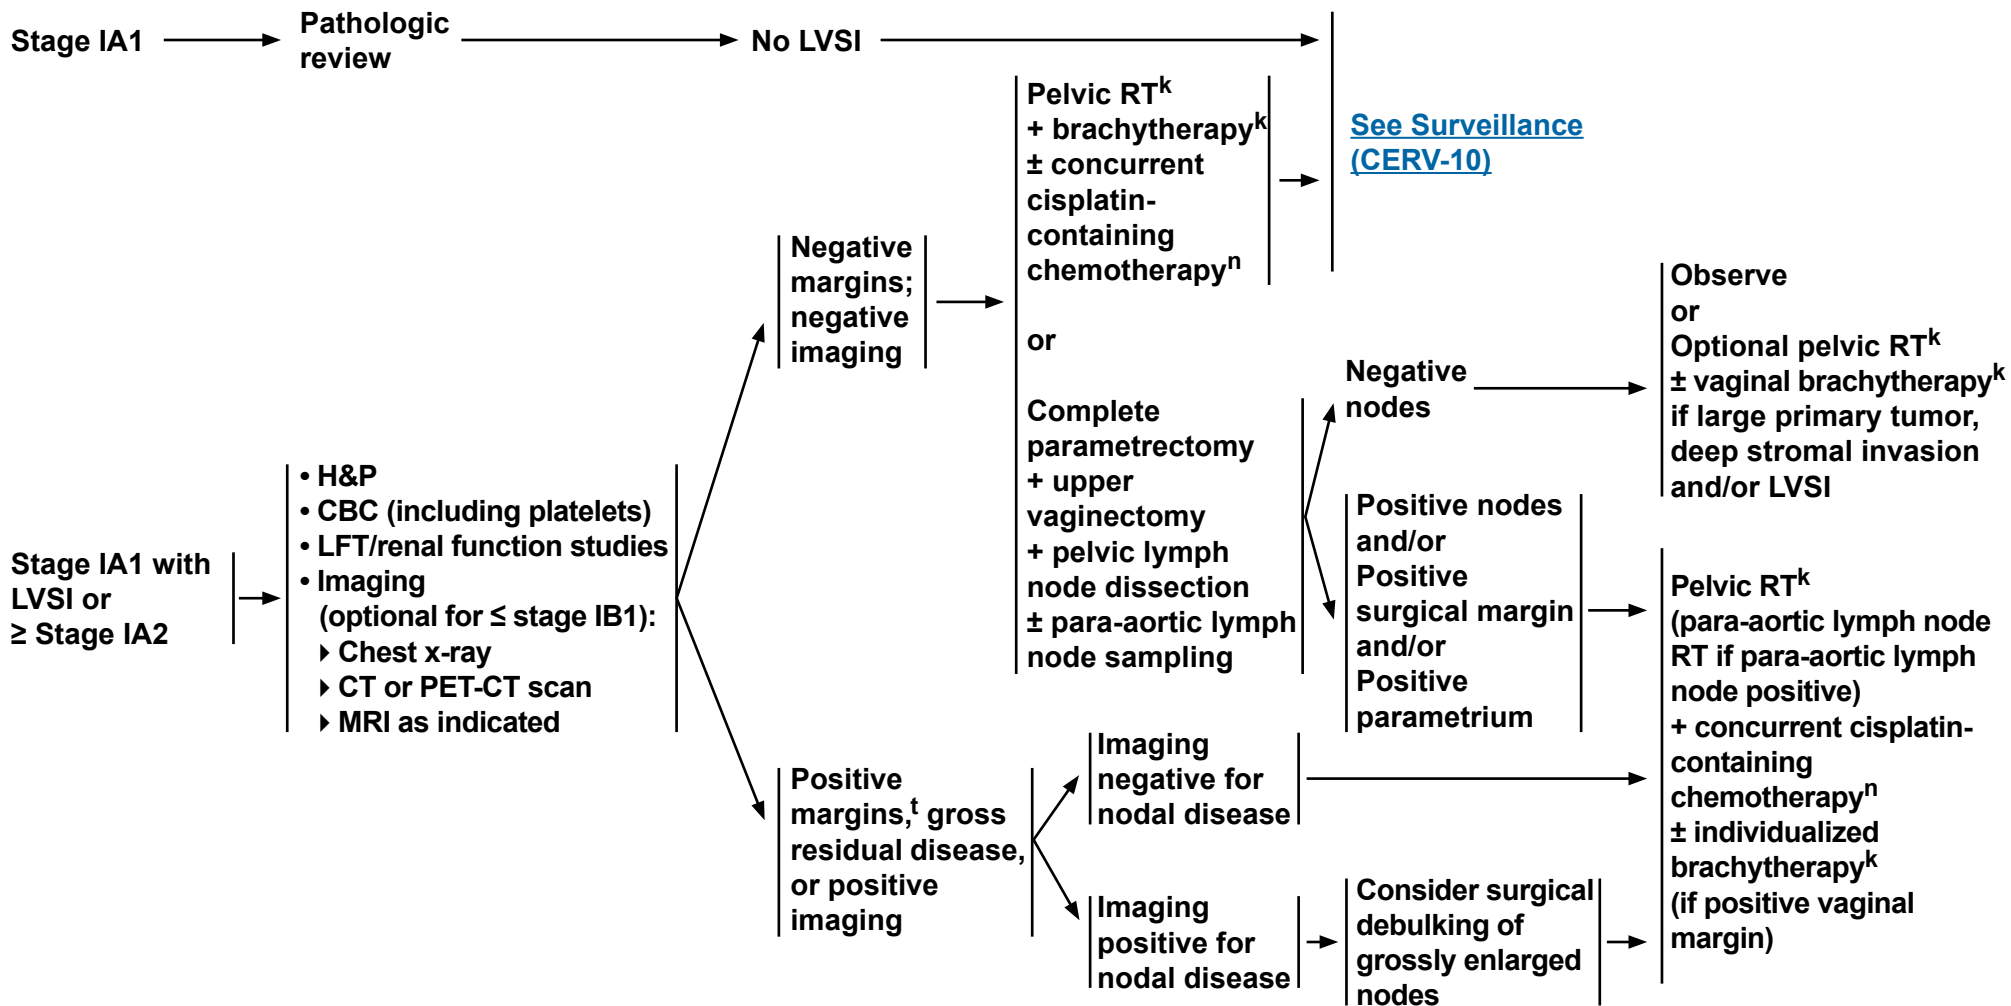 Stage IA1
Pathologic
review
No LVSI
Pelvic RTᵏ
+ brachytherapyᵏ
± concurrent
cisplatin-
containing
chemotherapyⁿ
See Surveillance
(CERV-10)
Negative
margins;
negative
imaging
or
Complete
parametrectomy
+ upper
vaginectomy
+ pelvic lymph
node dissection
± para-aortic lymph
node sampling
Negative
nodes
Observe
or
Optional pelvic RTᵏ
± vaginal brachytherapyᵏ
if large primary tumor,
deep stromal invasion
and/or LVSI
Stage IA1 with
LVSI or
≥ Stage IA2
• H&P
• CBC (including platelets)
• LFT/renal function studies
• Imaging
(optional for ≤ stage IB1):
▸ Chest x-ray
▸ CT or PET-CT scan
▸ MRI as indicated
Positive nodes
and/or
Positive
surgical margin
and/or
Positive
parametrium
Pelvic RTᵏ
(para-aortic lymph node
RT if para-aortic lymph
node positive)
+ concurrent cisplatin-
containing
chemotherapyⁿ
± individualized
brachytherapyᵏ
(if positive vaginal
margin)
Positive
margins,ᵗ gross
residual disease,
or positive
imaging
Imaging
negative for
nodal disease
Imaging
positive for
nodal disease
Consider surgical
debulking of
grossly enlarged
nodes